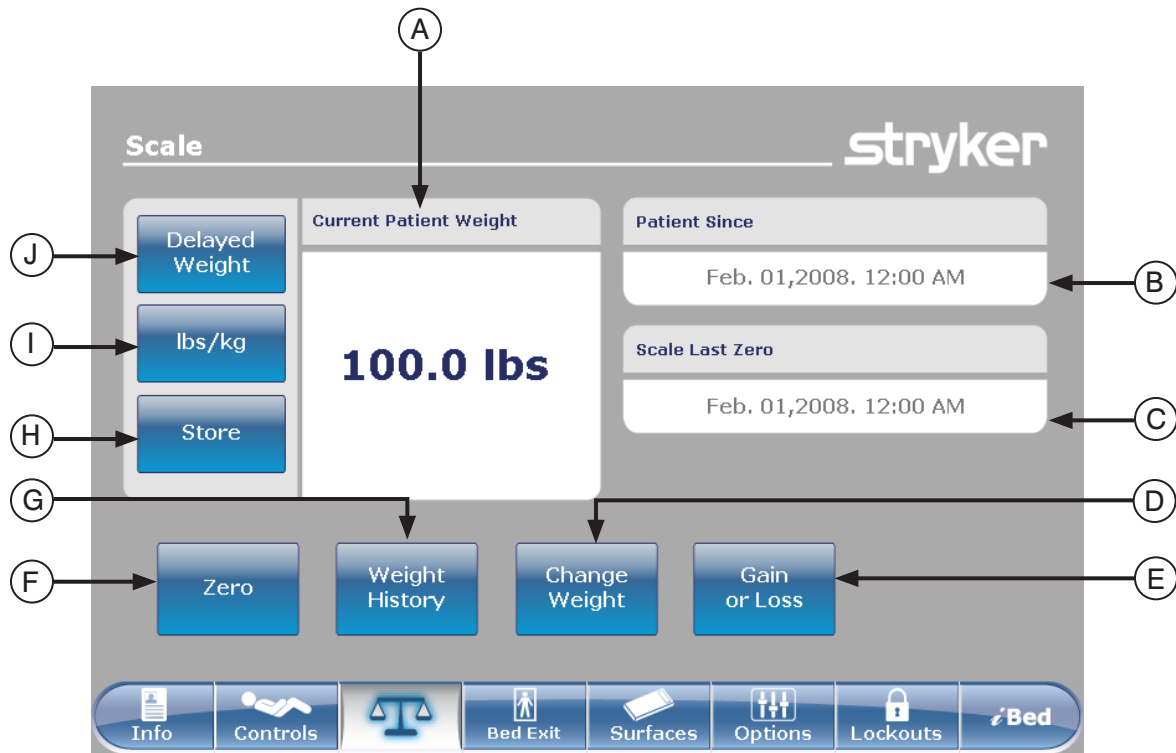 A
Scale
stryker
J
Delayed
Weight
Current Patient Weight
Patient Since
Feb. 01,2008. 12:00 AM
B
I
lbs/kg
100.0 lbs
Scale Last Zero
Feb. 01,2008. 12:00 AM
C
H
Store
G
D
F
Zero
Weight
History
Change
Weight
Gain
or Loss
E
Info
Controls
Bed Exit
Surfaces
Options
Lockouts
iBed